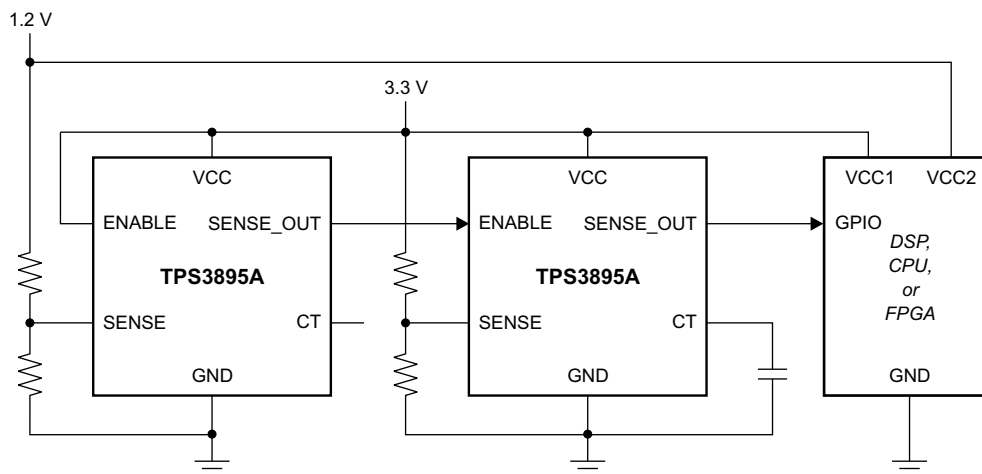 1.2 V
3.3 V
VCC
ENABLE
SENSE_OUT
TPS3895A
SENSE
CT
GND
VCC
ENABLE
SENSE_OUT
TPS3895A
SENSE
CT
GND
VCC1
VCC2
GPIO
DSP,
CPU,
or
FPGA
GND